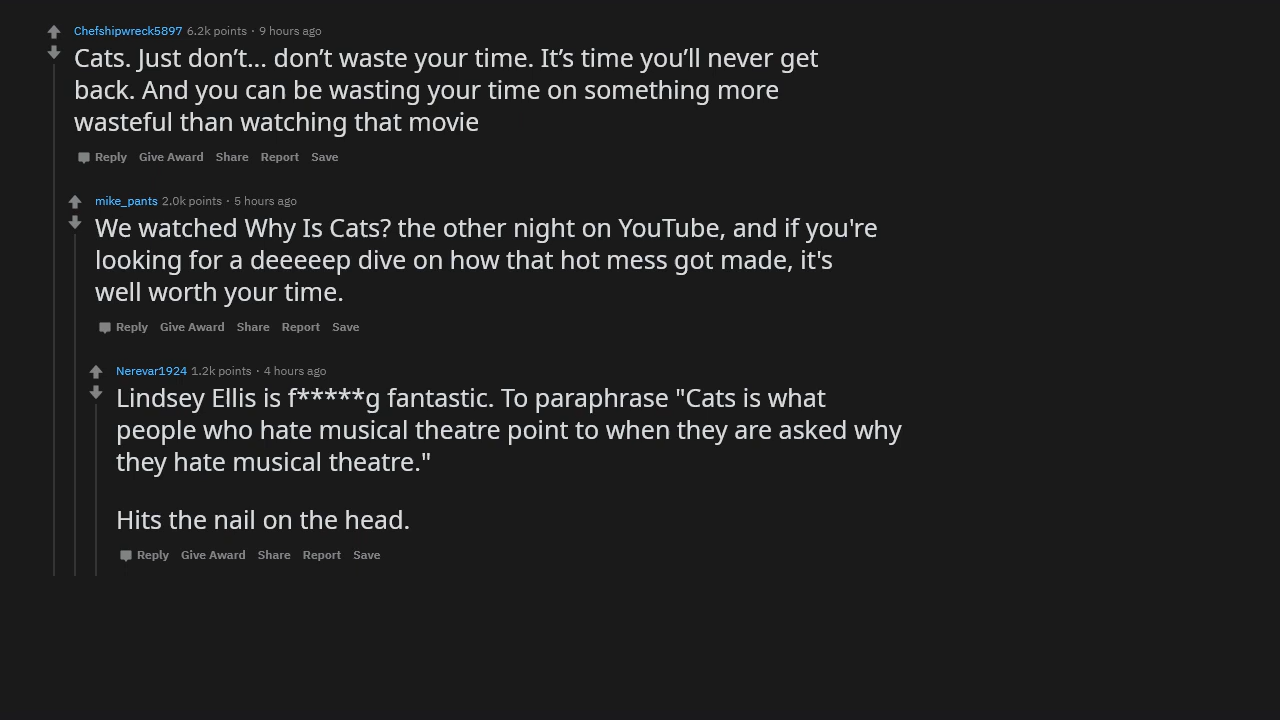 Chefshipwreck5897 6.2k points · 9 hours ago
Cats. Just don’t... don’t waste your time. It’s time you’ll never get
back. And you can be wasting your time on something more
wasteful than watching that movie
Reply Give Award Share Report Save
mike_pants 2.0k points · 5 hours ago
We watched Why Is Cats? the other night on YouTube, and if you're
looking for a deeeeep dive on how that hot mess got made, it's
well worth your time.
Reply Give Award Share Report Save
Nerevar1924 1.2k points · 4 hours ago
Lindsey Ellis is f*****g fantastic. To paraphrase "Cats is what
people who hate musical theatre point to when they are asked why
they hate musical theatre."
Hits the nail on the head.
Reply Give Award Share Report Save